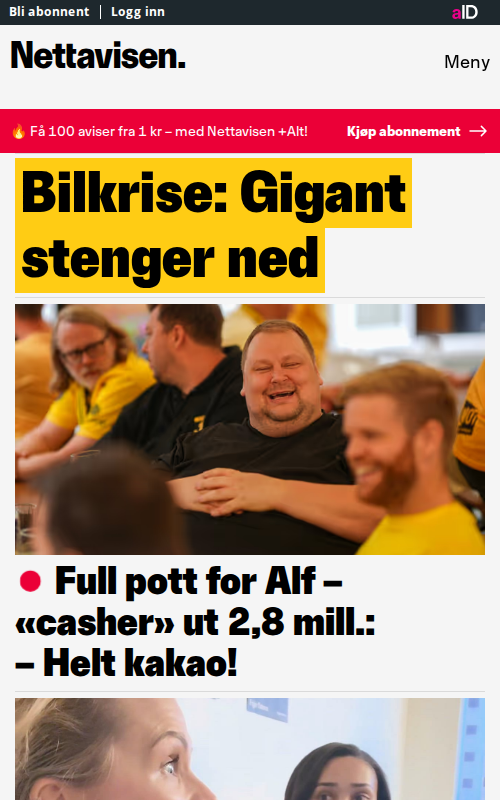 Bli abonnent | Logg inn
aID
Nettavisen.
Meny
🔥 Få 100 aviser fra 1 kr – med Nettavisen +Alt!
Kjøp abonnement →
Bilkrise: Gigant
stenger ned
Full pott for Alf –
«casher» ut 2,8 mill.:
– Helt kakao!